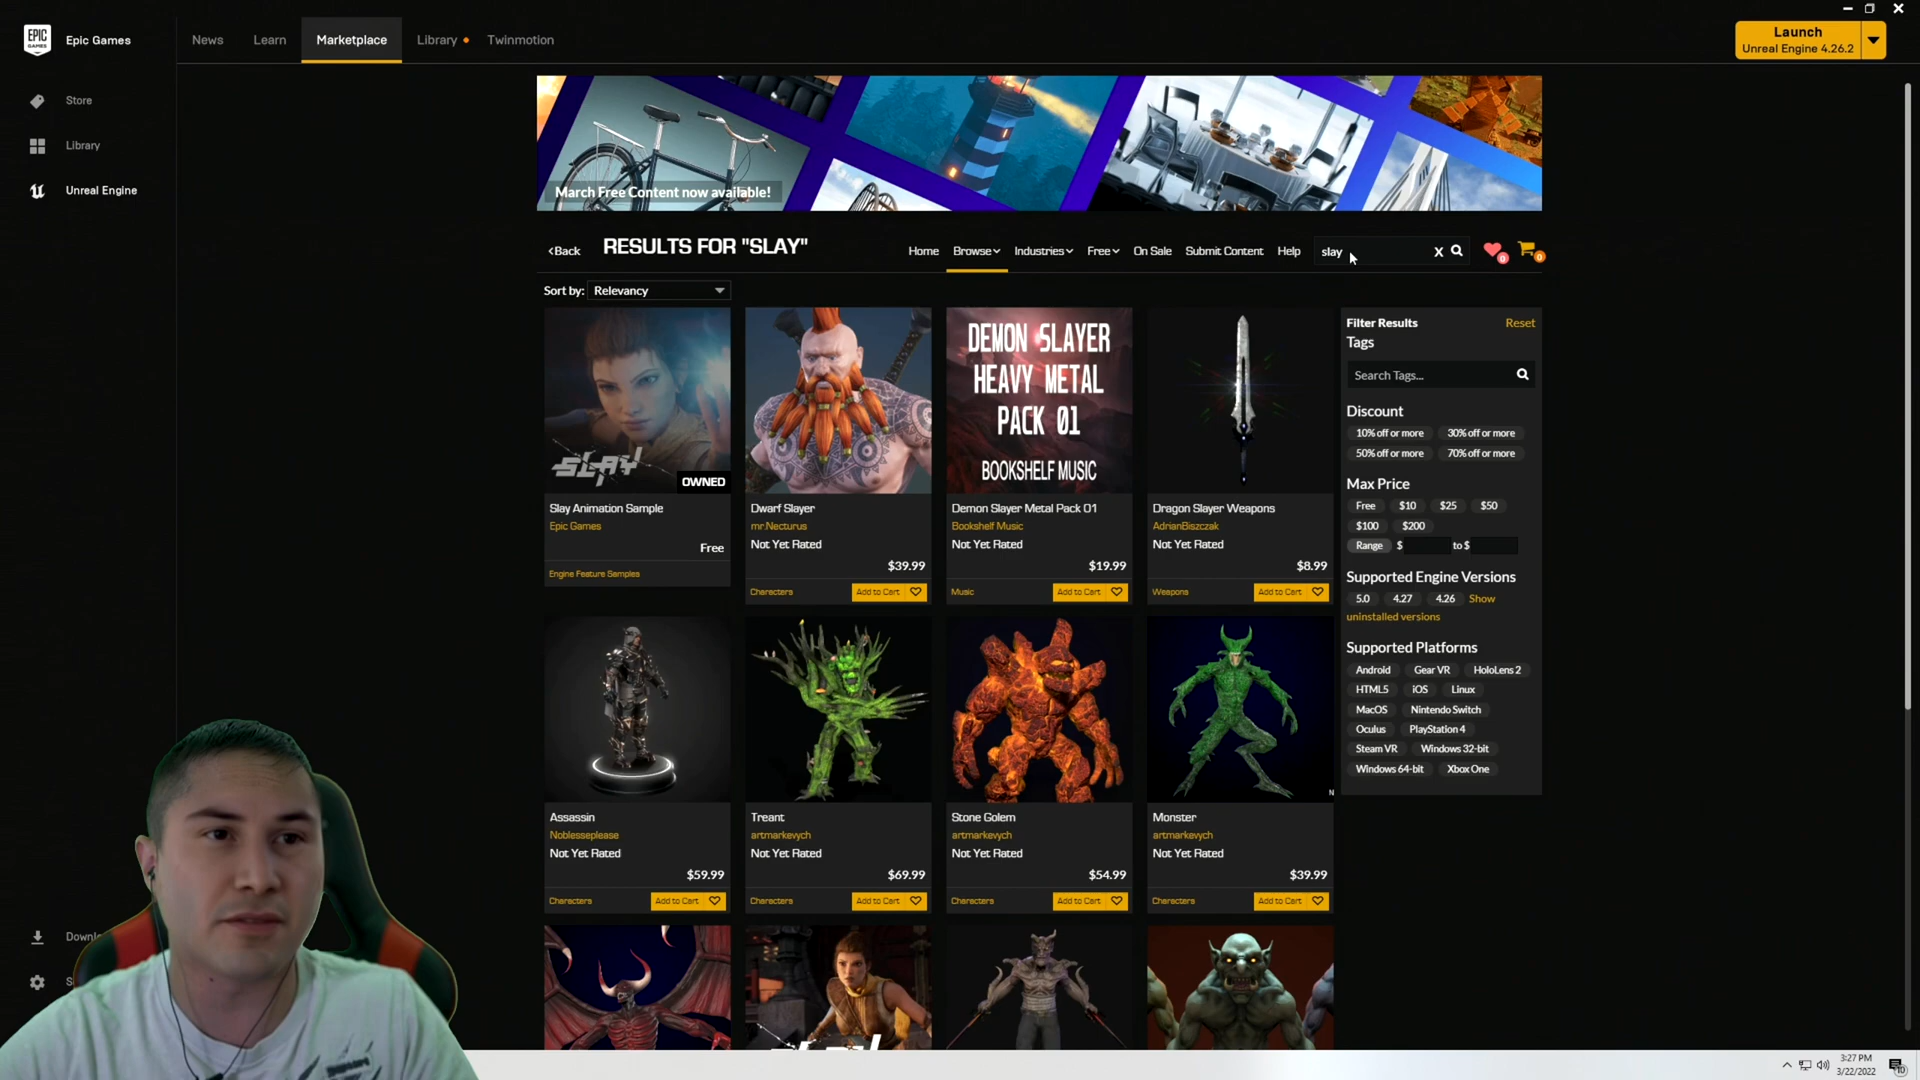 EPIC GAMES
Epic Games
News
Learn
Marketplace
Library
Twinmotion
Launch
Unreal Engine 4.26.2
Store
Library
Unreal Engine
March Free Content now available!
Back
RESULTS FOR "SLAY"
Home
Browse
Industries
Free
On Sale
Submit Content
Help
slay
X
0
0
Sort by:
Relevancy
SLAY
OWNED
Slay Animation Sample
Epic Games
Free
Engine Feature Samples
Dwarf Slayer
mr.Necturus
Not Yet Rated
$39.99
Characters
Add to Cart
DEMON SLAYER
HEAVY METAL
PACK 01
BOOKSHELF MUSIC
Demon Slayer Metal Pack 01
Bookshelf Music
Not Yet Rated
$19.99
Music
Add to Cart
Dragon Slayer Weapons
AdrianBiszczak
Not Yet Rated
$8.99
Weapons
Add to Cart
Filter Results
Reset
Tags
Search Tags...
Discount
10% off or more
30% off or more
50% off or more
70% off or more
Max Price
Free
$10
$25
$50
$100
$200
Range
$
to $
Supported Engine Versions
5.0
4.27
4.26
Show
uninstalled versions
Supported Platforms
Android
Gear VR
HoloLens 2
HTML5
iOS
Linux
MacOS
Nintendo Switch
Oculus
PlayStation 4
Steam VR
Windows 32-bit
Windows 64-bit
Xbox One
Assassin
Noblesseplease
Not Yet Rated
$59.99
Characters
Add to Cart
Treant
artmarkevych
Not Yet Rated
$69.99
Characters
Add to Cart
Stone Golem
artmarkevych
Not Yet Rated
$54.99
Characters
Add to Cart
N
Monster
artmarkevych
Not Yet Rated
$39.99
Characters
Add to Cart
Downl
S
3:27 PM
3/22/2022